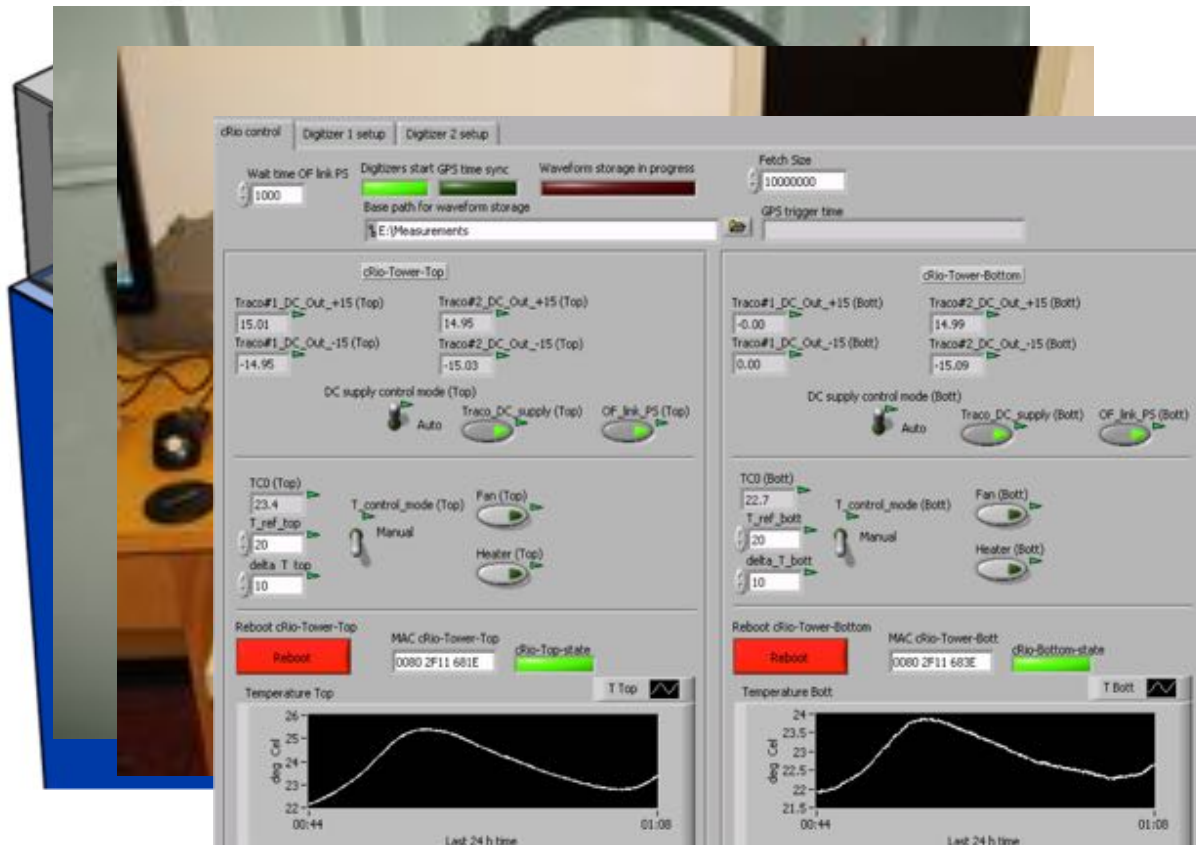 cRio control Digitizer 1 setup Digitizer 2 setup
Wait time OF link PS Digitizers start GPS time sync Waveform storage in progress Fetch Size
1000 10000000
Base path for waveform storage GPS trigger time
E:\Measurements
cRio-Tower-Top
Traco#1_DC_Out_+15 (Top) Traco#2_DC_Out_+15 (Top)
15.01 14.95
Traco#1_DC_Out_-15 (Top) Traco#2_DC_Out_-15 (Top)
-14.95 -15.03
DC supply control mode (Top)
Auto Traco_DC_supply (Top) OF_link_PS (Top)
TC0 (Top)
23.4
T_control_mode (Top) Fan (Top)
T_ref_top
20 Manual
Heater (Top)
delta_T_top
10
Reboot cRio-Tower-Top
Reboot
MAC cRio-Tower-Top cRio-Top-state
0080 2F11 681E
Temperature Top T Top
26
25
24
23
22
deg Cel
00:44 01:08
Last 24 h time
cRio-Tower-Bottom
Traco#1_DC_Out_+15 (Bott) Traco#2_DC_Out_+15 (Bott)
-0.00 14.99
Traco#1_DC_Out_-15 (Bott) Traco#2_DC_Out_-15 (Bott)
0.00 -15.09
DC supply control mode (Bott)
Auto Traco_DC_supply (Bott) OF_link_PS (Bott)
TC0 (Bott)
22.7
T_control_mode (Bott) Fan (Bott)
T_ref_bott
20 Manual
Heater (Bott)
delta_T_bott
10
Reboot cRio-Tower-Bottom
Reboot
MAC cRio-Tower-Bott cRio-Bottom-state
0080 2F11 683E
Temperature Bott T Bott
24
23.5
23
22.5
22
21.5
deg Cel
00:44 01:08
Last 24 h time